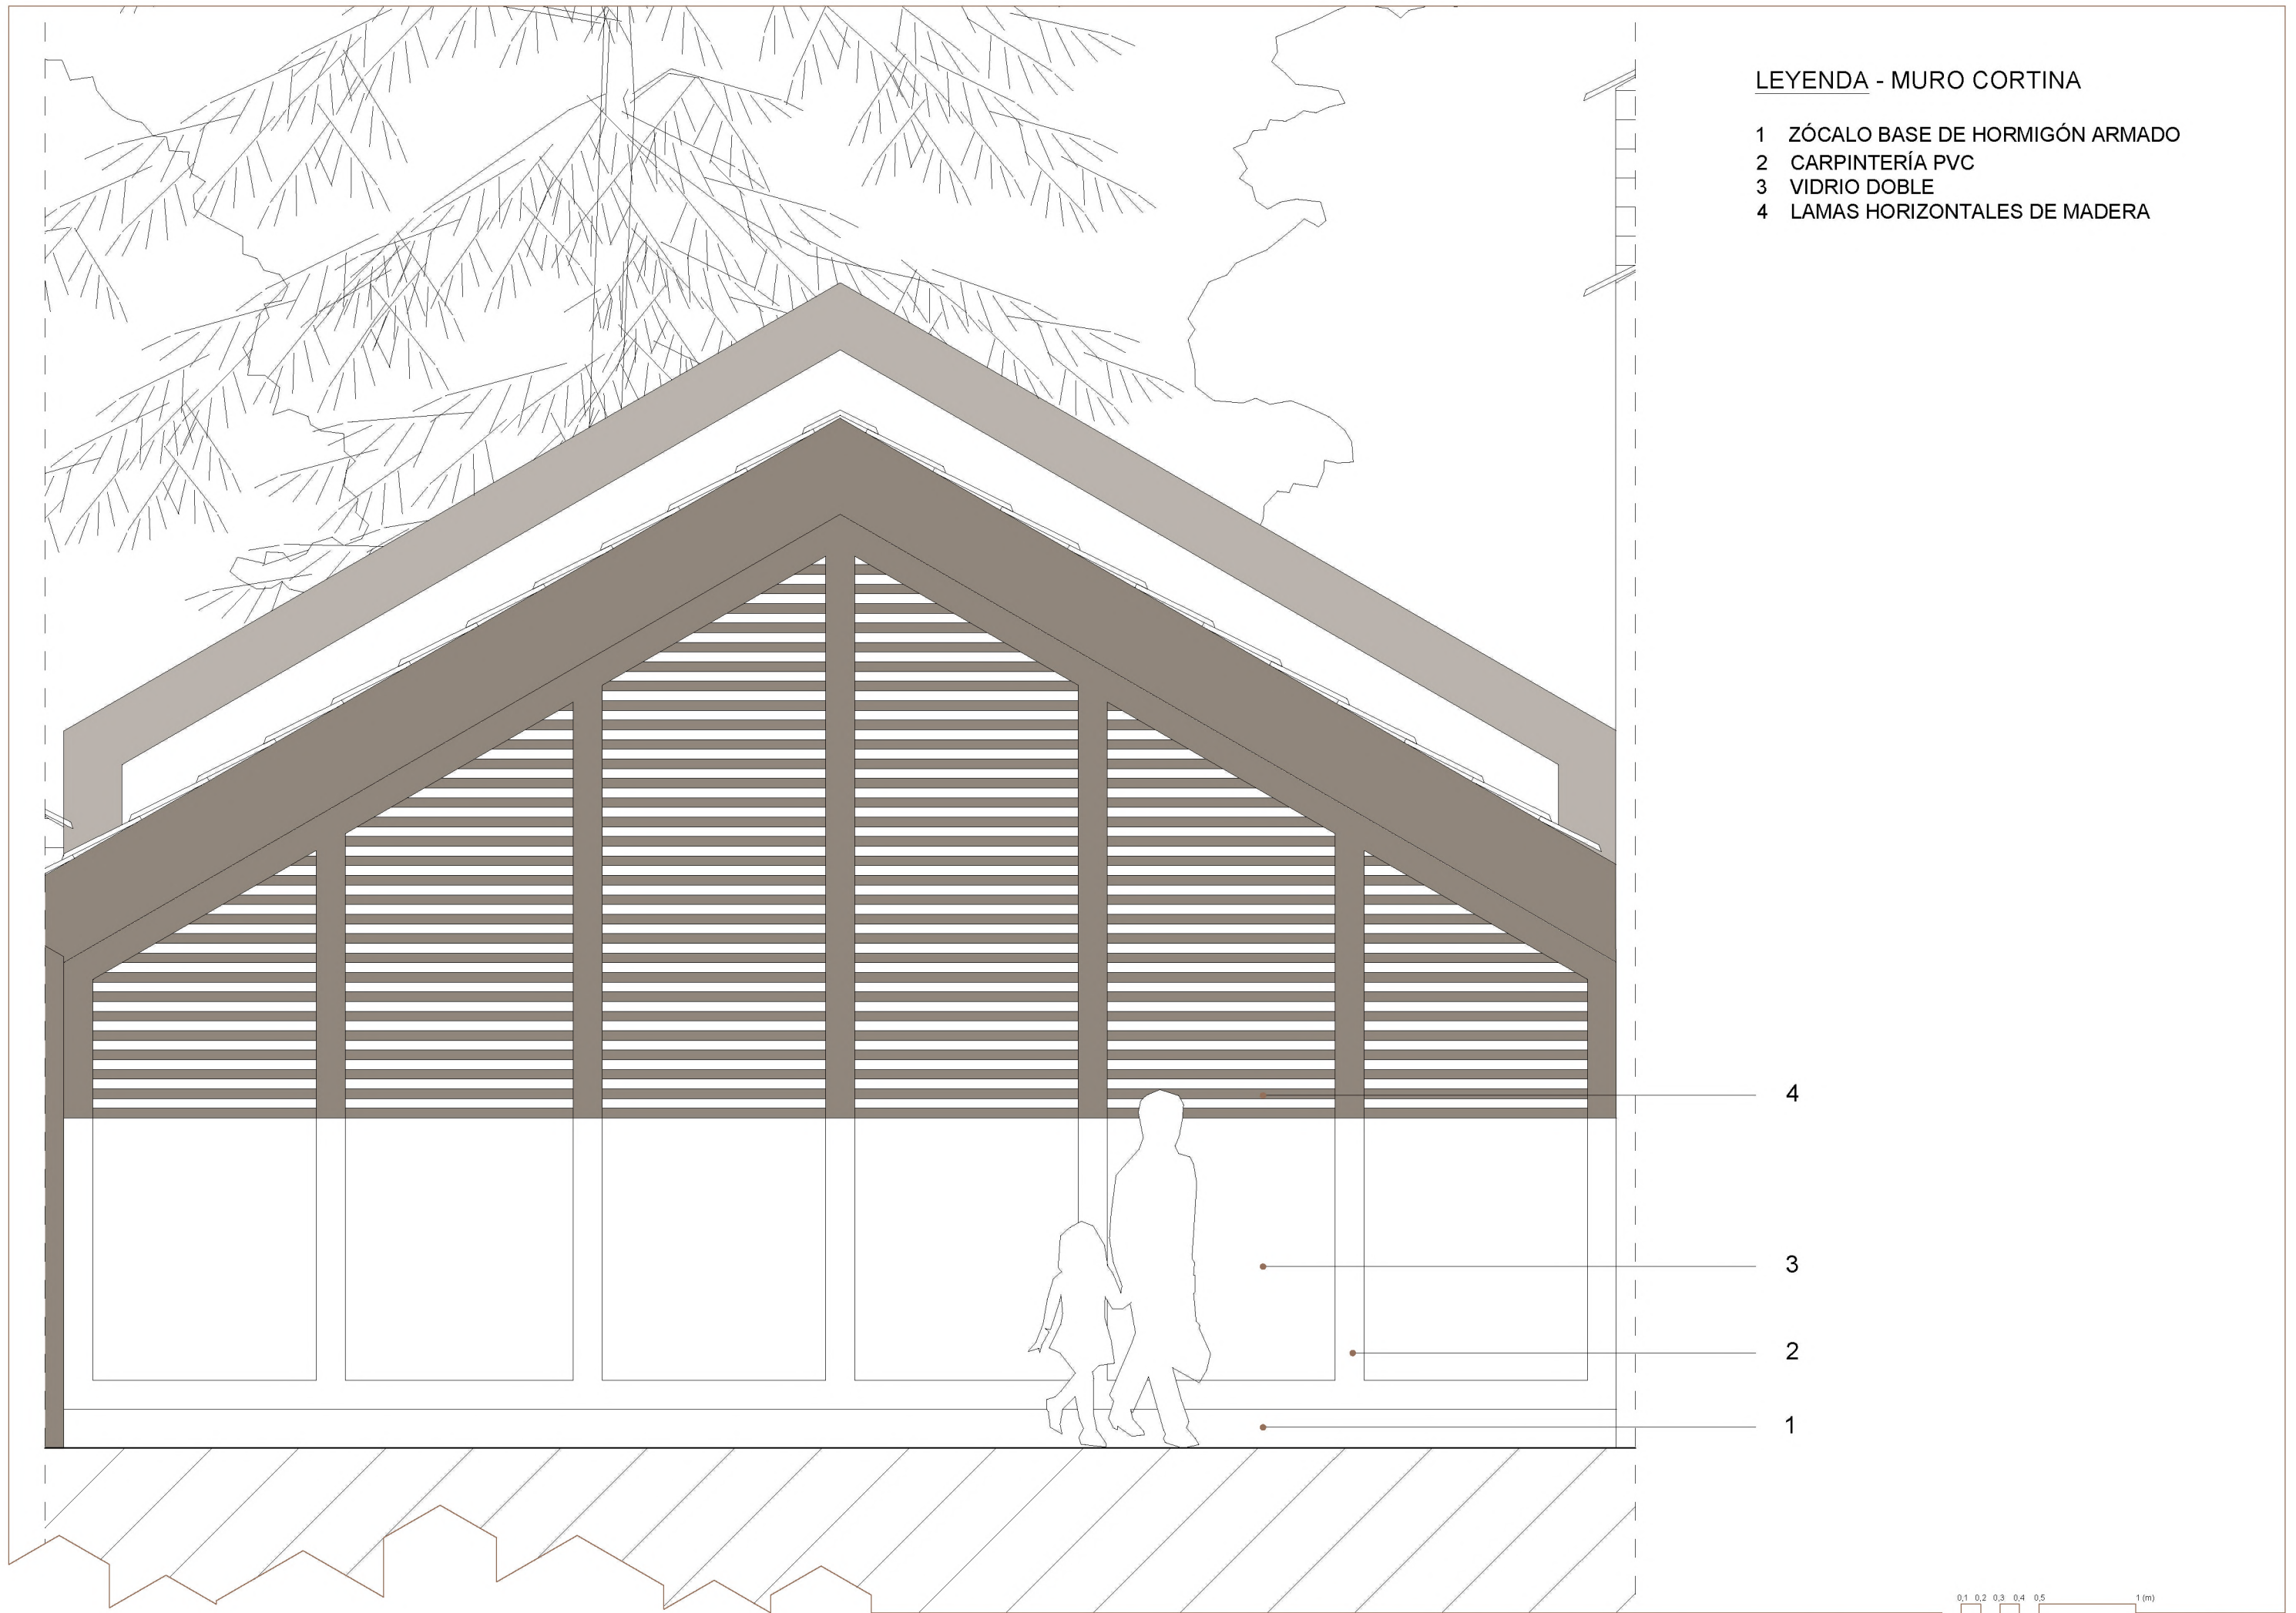 LEYENDA - MURO CORTINA
1 ZÓCALO BASE DE HORMIGÓN ARMADO
2 CARPINTERÍA PVC
3 VIDRIO DOBLE
4 LAMAS HORIZONTALES DE MADERA
4
3
2
1
0,1 0,2 0,3 0,4 0,5 1 (m)